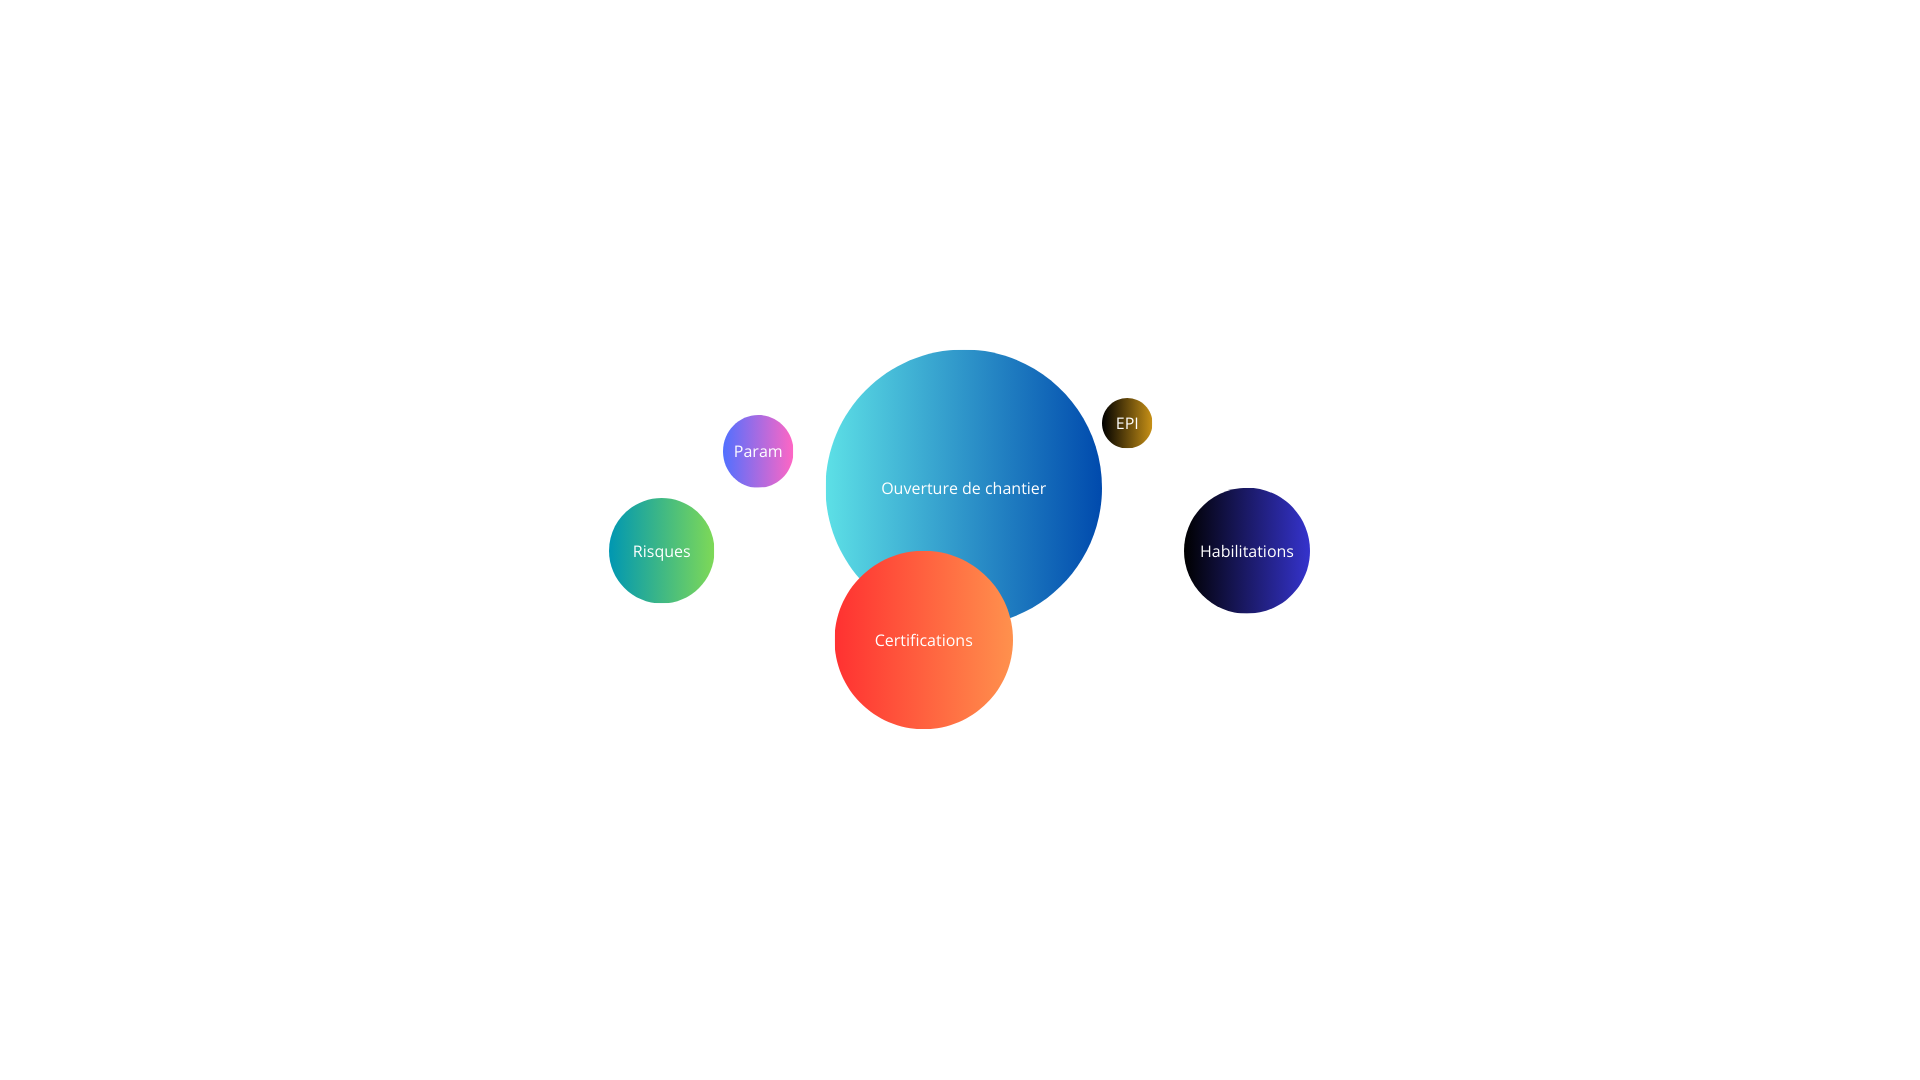 EPI
Param
Ouverture de chantier
Risques
Habilitations
Certifications